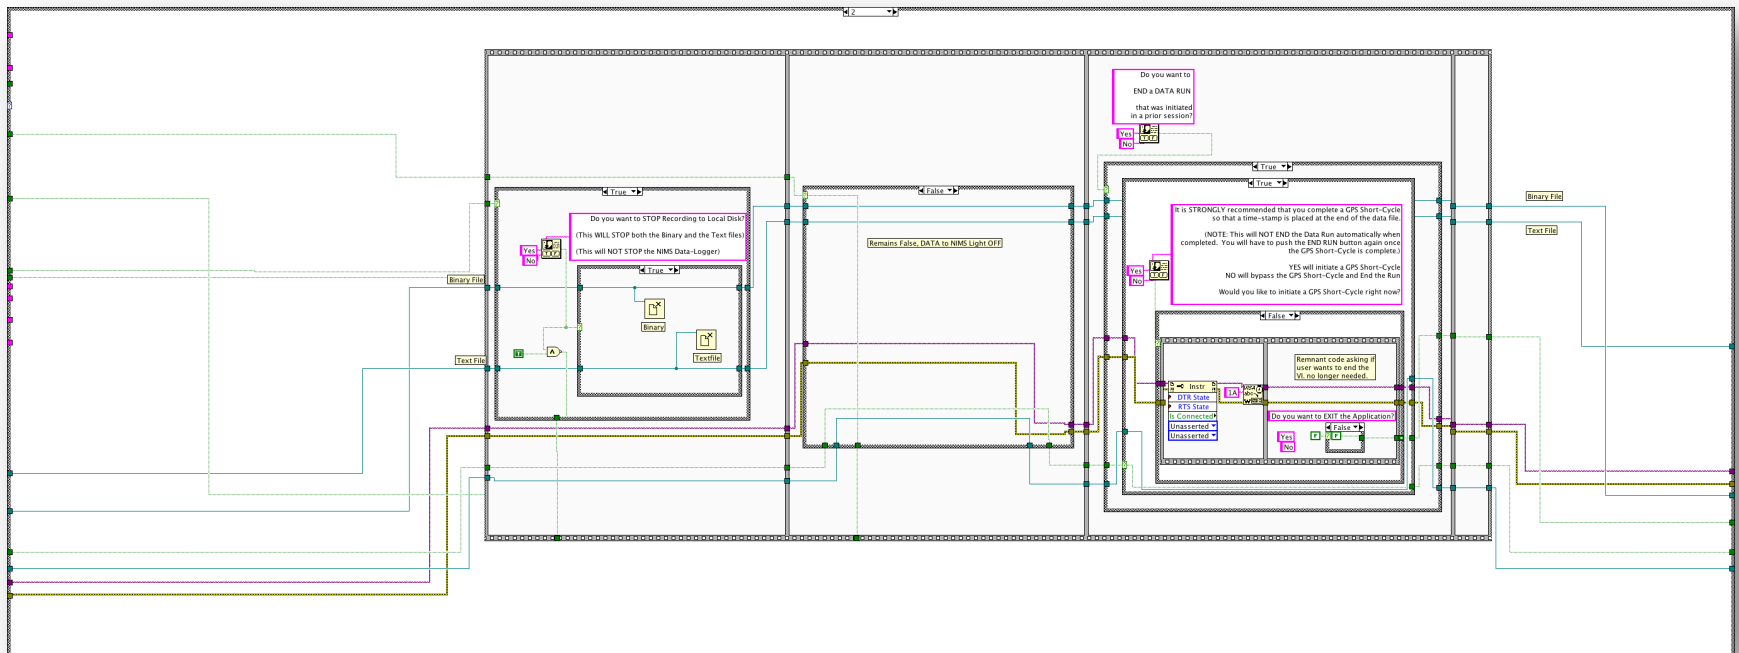 2
Do you want to
END a DATA RUN
that was initiated
in a prior session?
Yes
No
True
True
True
Do you want to STOP Recording to Local Disk?
(This WILL STOP both the Binary and the Text files)
(This will NOT STOP the NIMS Data-Logger)
Yes
No
True
Binary File
Binary
Textfile
Text File
T
False
Remains False, DATA to NIMS Light OFF
It is STRONGLY recommended that you complete a GPS Short-Cycle
so that a time-stamp is placed at the end of the data file.
(NOTE: This will NOT END the Data Run automatically when
completed. You will have to push the END RUN button again once
the GPS Short-Cycle is complete.)
YES will initiate a GPS Short-Cycle
NO will bypass the GPS Short-Cycle and End the Run
Would you like to initiate a GPS Short-Cycle right now?
Yes
No
False
Instr
DTR State
RTS State
Is Connected
Unasserted
Unasserted
1A
VISA
abc
W
Remnant code asking if
user wants to end the
VI. no longer needed.
Do you want to EXIT the Application?
Yes
No
False
F
F
Binary File
Text File